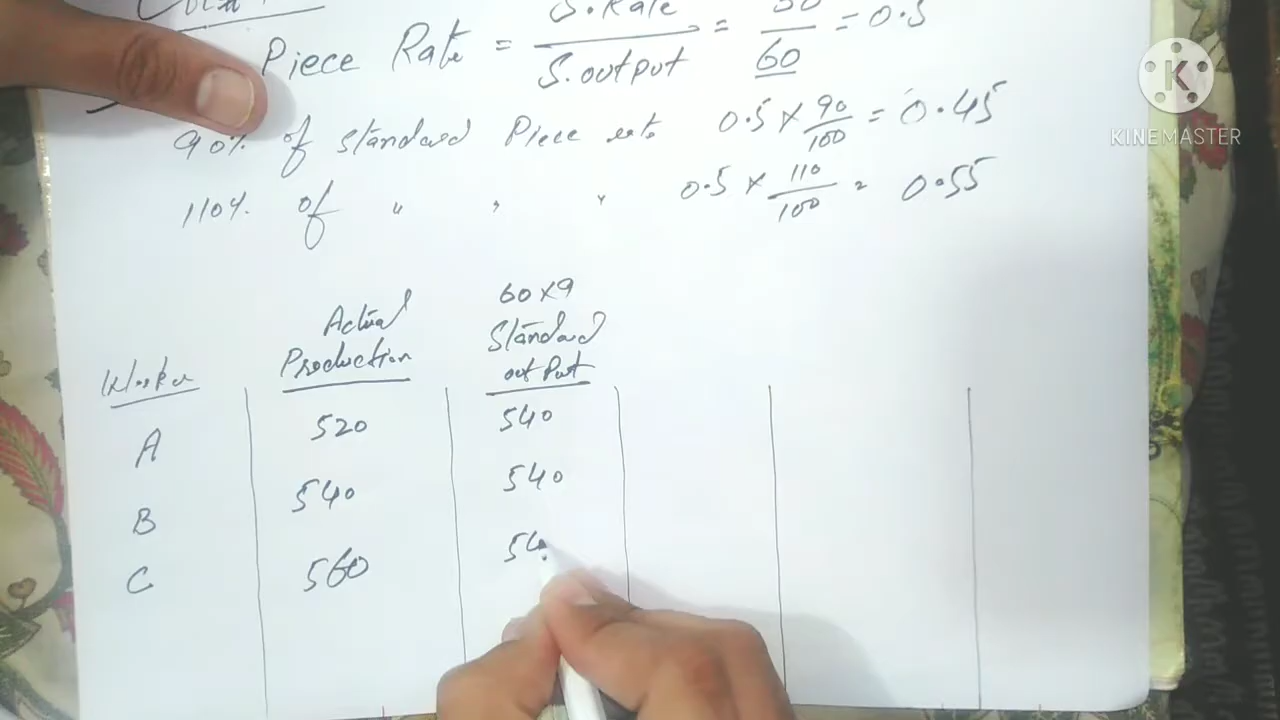 Piece Rate = S.Rate / S.output = 30 / 60 = 0.5
90% of standard Piece rate 0.5 × 90/100 = 0.45
110% of " " " 0.5 × 110/100 = 0.55
60×9
Actual Production
Standard output
Worker
A 520 540
B 540 540
C 560 54
K
KINEMASTER